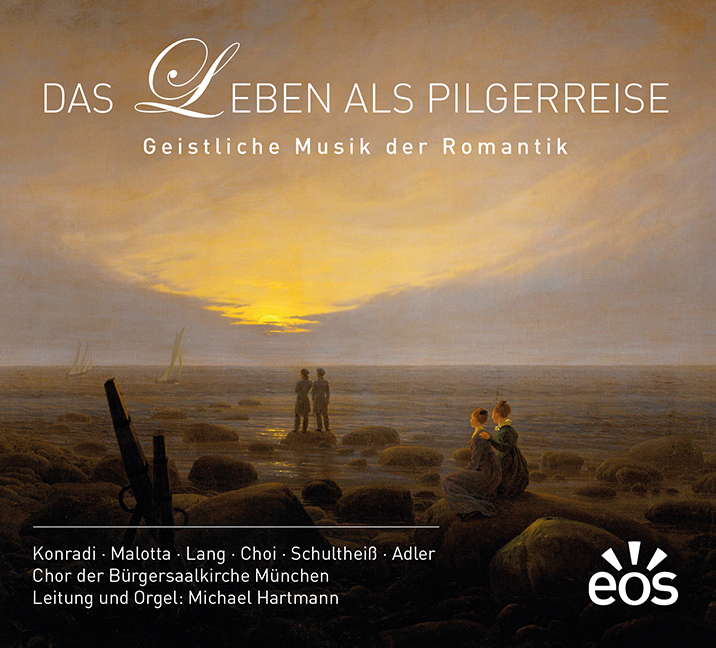 DAS LEBEN ALS PILGERREISE
Geistliche Musik der Romantik
Konradi · Malotta · Lang · Choi · Schultheiß · Adler
Chor der Bürgersaalkirche München
Leitung und Orgel: Michael Hartmann
eos